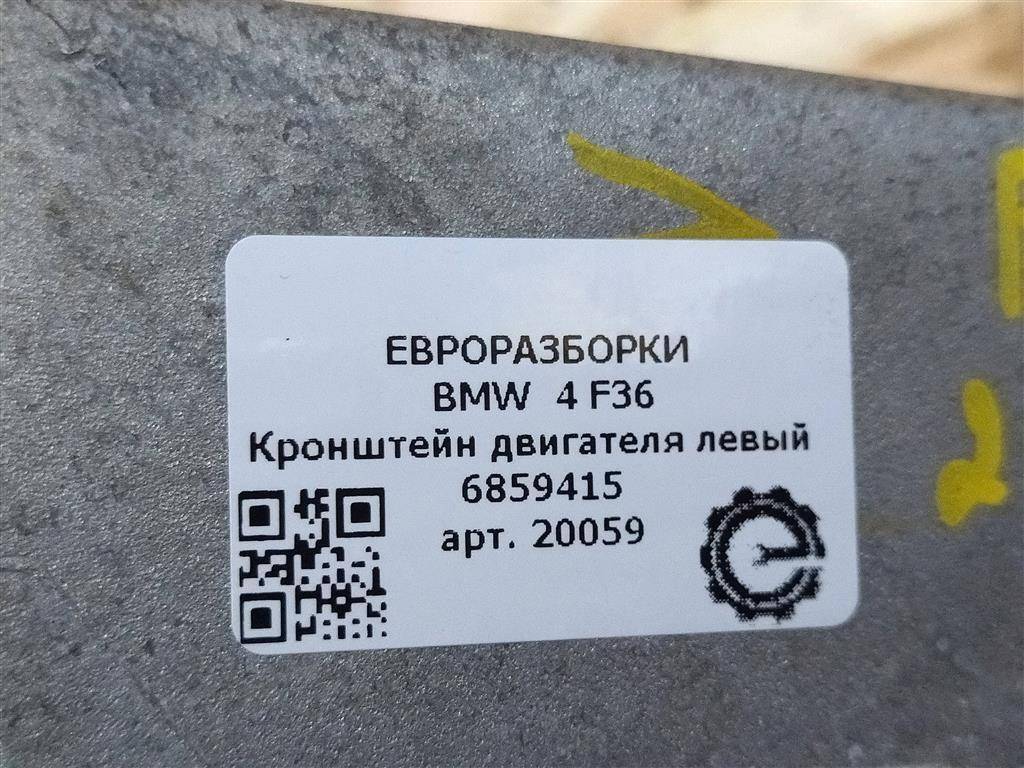 ЕВРОРАЗБОРКИ
BMW 4 F36
Кронштейн двигателя левый
6859415
арт. 20059